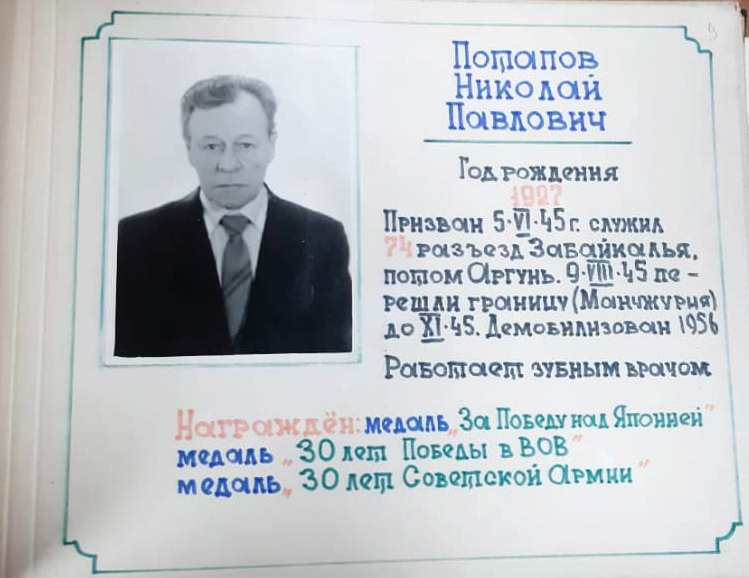 Потапов
Николай
Павлович
Год рождения
1927
Призван 5·VI·45 г. служил
74 разъезд Забайкалья,
потом Аргунь. 9·VIII·45 пе-
решли границу (Манчжурия)
до XI·45. Демобилизован 1956
Работает зубным врачом
Награждён: медаль „За Победу над Японией"
медаль „30 лет Победы в ВОВ"
медаль „30 лет Советской Армии"